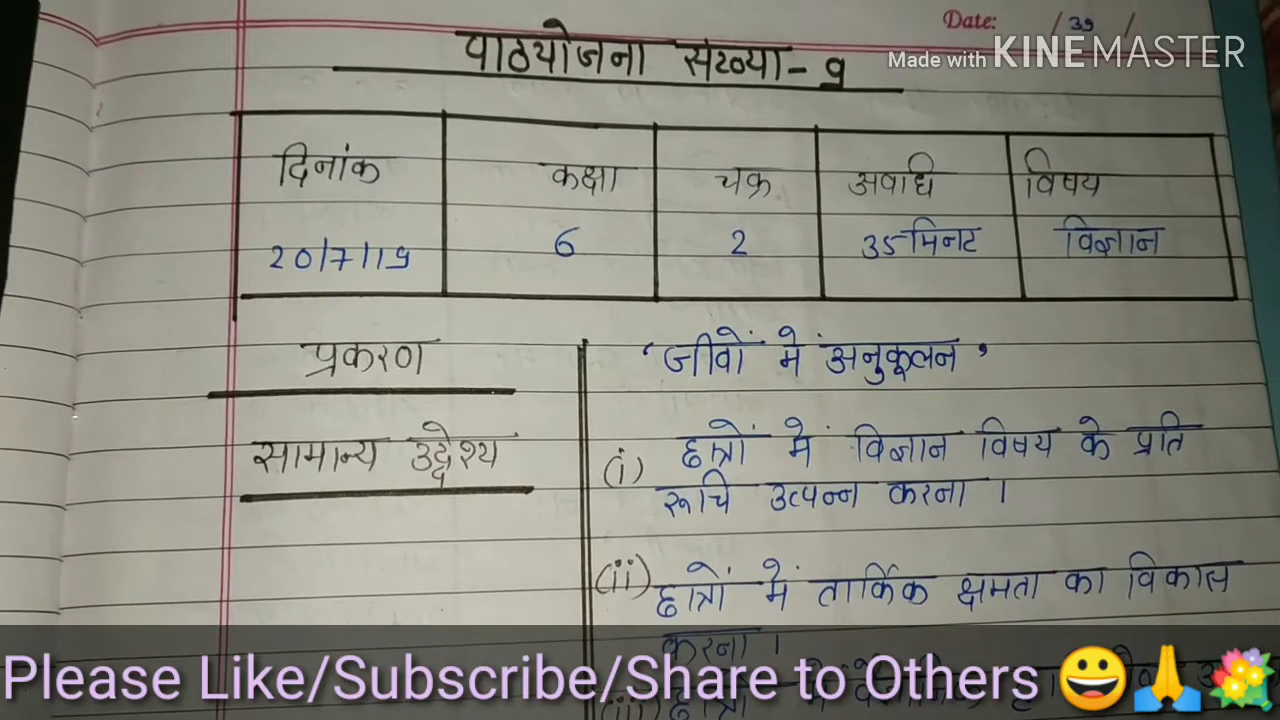 Date: / 39 /
Made with KINEMASTER
पाठयोजना संख्या - 9
दिनांक कक्षा चक्र अवधि विषय
20/7/19 6 2 35 मिनट विज्ञान
प्रकरण ‘जीवों में अनुकूलन’
सामान्य उद्देश्य (i) छात्रों में विज्ञान विषय के प्रति
रूचि उत्पन्न करना ।
(ii) छात्रों में तार्किक क्षमता का विकास
करना ।
Please Like/Subscribe/Share to Others 😀🙏💐
(iii)